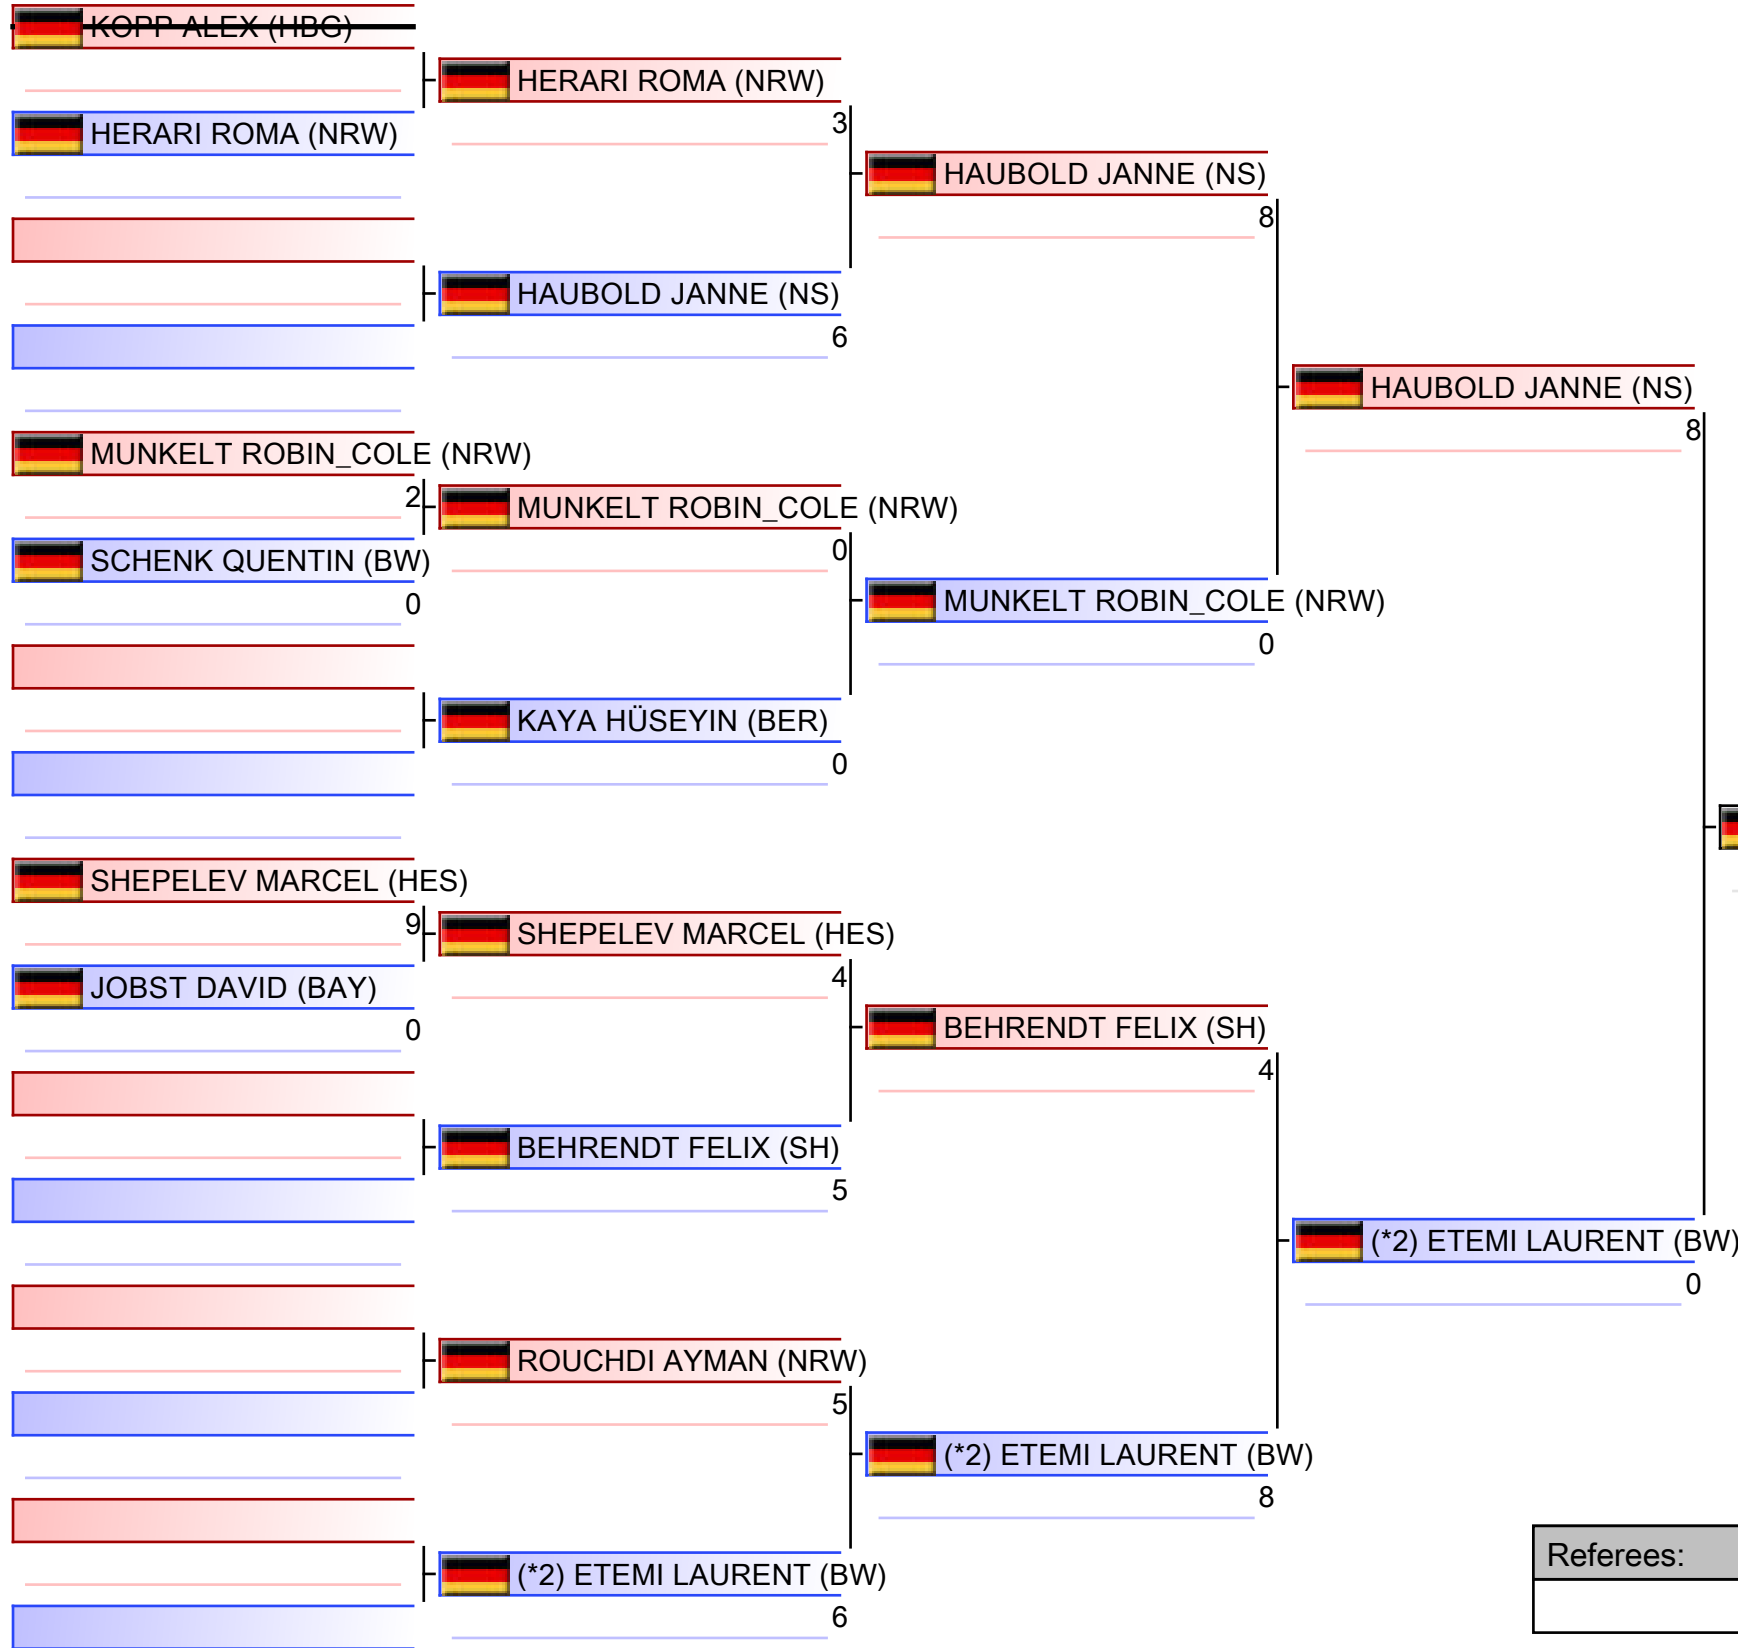 KOPP ALEX (HBG)
HERARI ROMA (NRW)
HERARI ROMA (NRW)
3
HAUBOLD JANNE (NS)
8
HAUBOLD JANNE (NS)
6
HAUBOLD JANNE (NS)
8
MUNKELT ROBIN_COLE (NRW)
2
MUNKELT ROBIN_COLE (NRW)
0
SCHENK QUENTIN (BW)
0
MUNKELT ROBIN_COLE (NRW)
0
KAYA HÜSEYIN (BER)
0
SHEPELEV MARCEL (HES)
9
SHEPELEV MARCEL (HES)
4
JOBST DAVID (BAY)
0
BEHRENDT FELIX (SH)
4
BEHRENDT FELIX (SH)
5
(*2) ETEMI LAURENT (BW)
0
ROUCHDI AYMAN (NRW)
5
(*2) ETEMI LAURENT (BW)
8
(*2) ETEMI LAURENT (BW)
6
Referees: